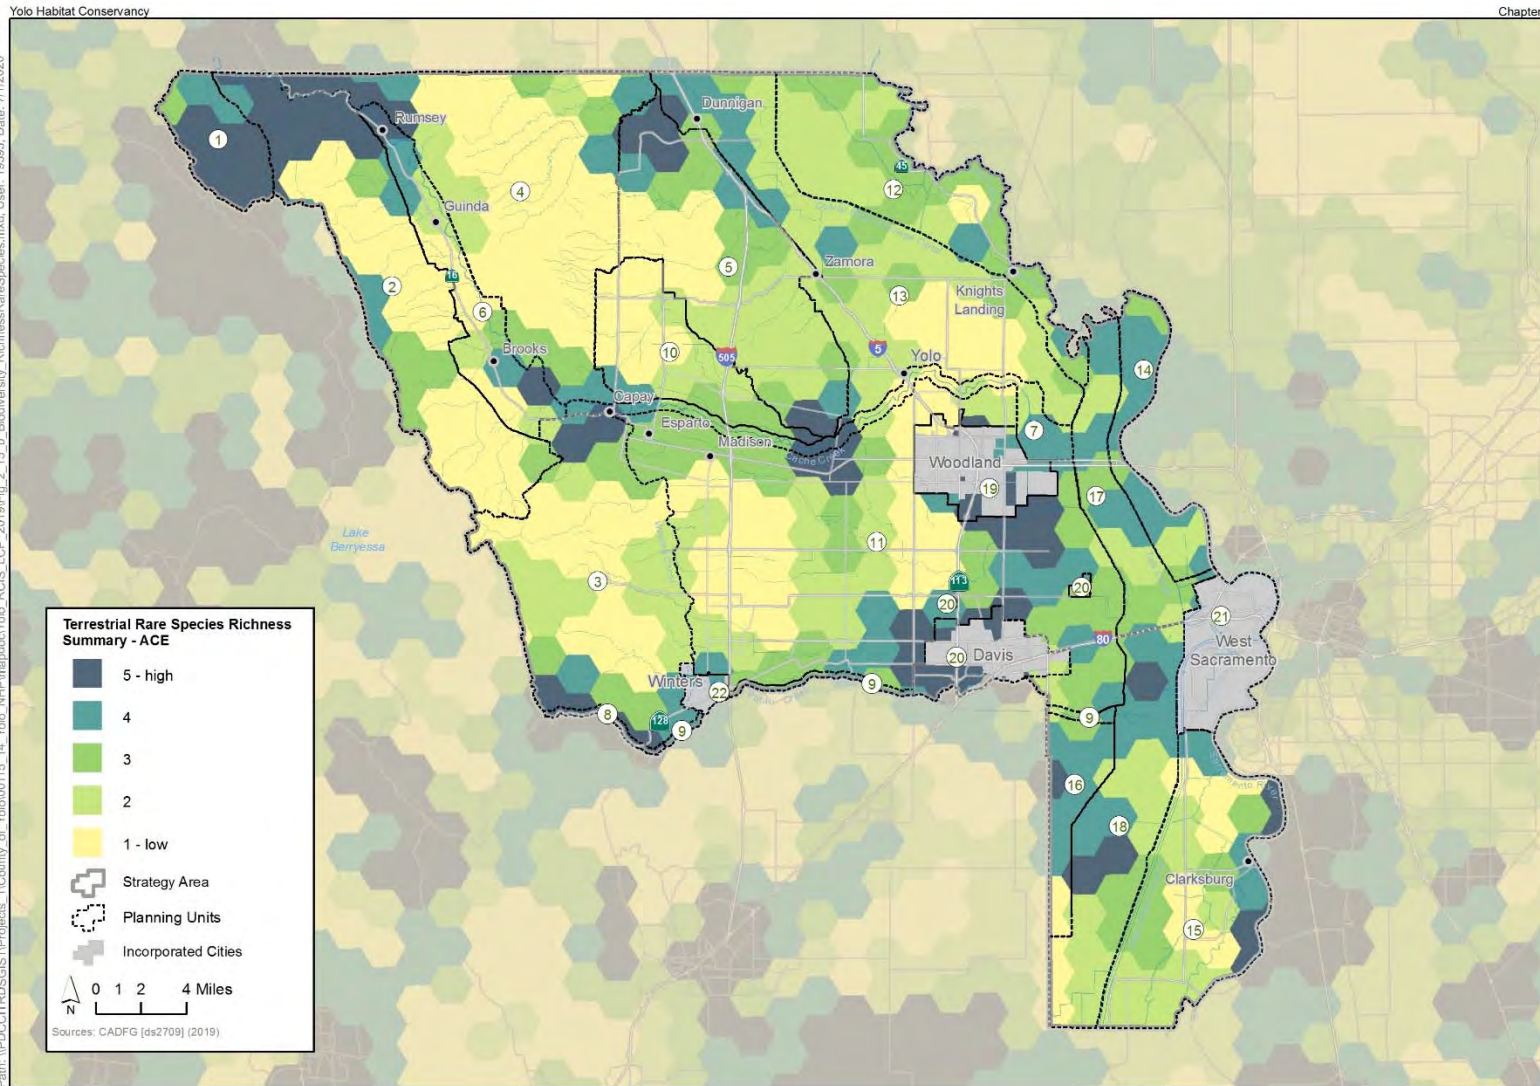 Yolo Habitat Conservancy
Chapter
Rumsey
Dunnigan
1
4
45
12
Guinda
2
16
5
Zamora
13
Knights
Landing
6
10
Brooks
505
5
Yolo
14
Capay
Esparto
Madison
7
Cache Creek
Woodland
19
17
Lake
Berryessa
11
3
113
20
20
20
Davis
80
21
West
Sacramento
Winters
22
9
8
128
9
9
16
18
Clarksburg
15
Terrestrial Rare Species Richness
Summary - ACE
5 - high
4
3
2
1 - low
Strategy Area
Planning Units
Incorporated Cities
N
0 1 2 4 Miles
Sources: CADFG [ds2709] (2019)